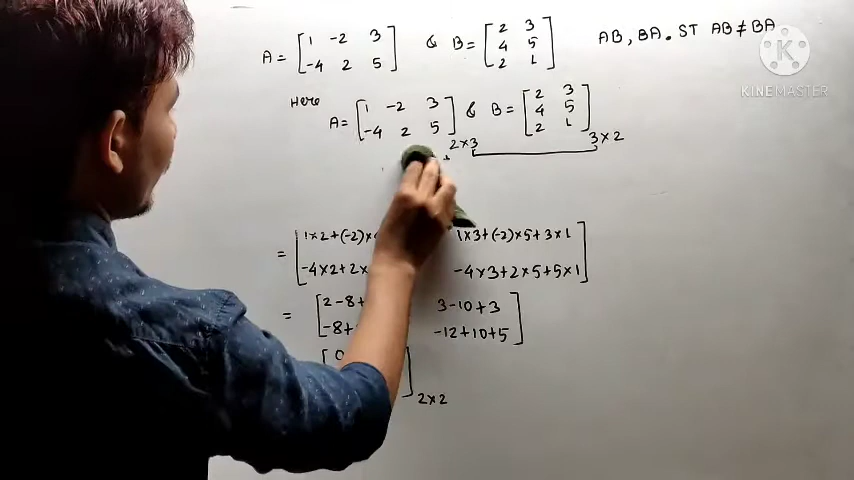 A = [ 1 -2 3 & B = [ 2 3 AB, BA. ST AB ≠ BA
-4 2 5 ] 4 5
2 1 ]
KINEMASTER
Here A = [ 1 -2 3 & B = [ 2 3
-4 2 5 ] 2×3 4 5
2 1 ] 3×2
= [ 1×2+(-2)× 1×3+(-2)×5+3×1
-4×2+2× -4×3+2×5+5×1 ]
= [ 2-8+ 3-10+3
-8+ -12+10+5 ]
[ 0
] 2×2